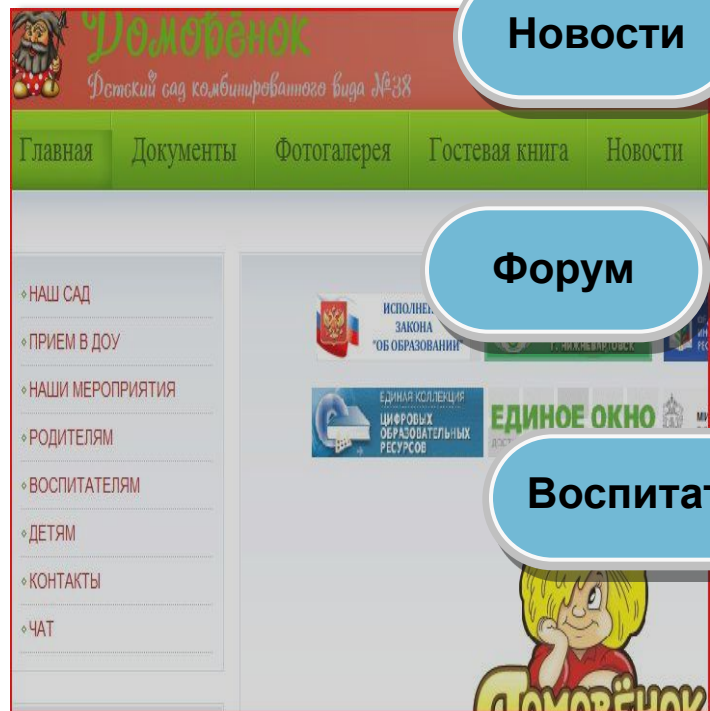 Домовёнок
Новости
Детский сад комбинированного вида №38
Главная Документы Фотогалерея Гостевая книга Новости
Форум
НАШ САД
ПРИЕМ В ДОУ
НАШИ МЕРОПРИЯТИЯ
РОДИТЕЛЯМ
ВОСПИТАТЕЛЯМ
ДЕТЯМ
КОНТАКТЫ
ЧАТ
ЗАКОНА
"ОБ ОБРАЗОВАНИИ"
ЕДИНАЯ КОЛЛЕКЦИЯ
ЦИФРОВЫХ
ОБРАЗОВАТЕЛЬНЫХ
РЕСУРСОВ
ЕДИНОЕ ОКНО
Воспитат
ДОМОВЁНОК